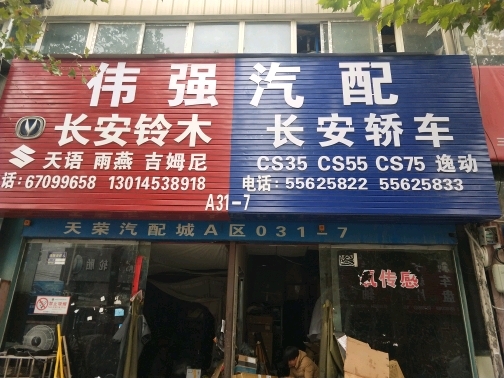 伟强汽配
长安铃木 长安轿车
天语 雨燕 吉姆尼 CS35 CS55 CS75 逸动
话:67099658 13014538918 电话:55625822 55625833
A31-7
天荣汽配城A区031-7
传感